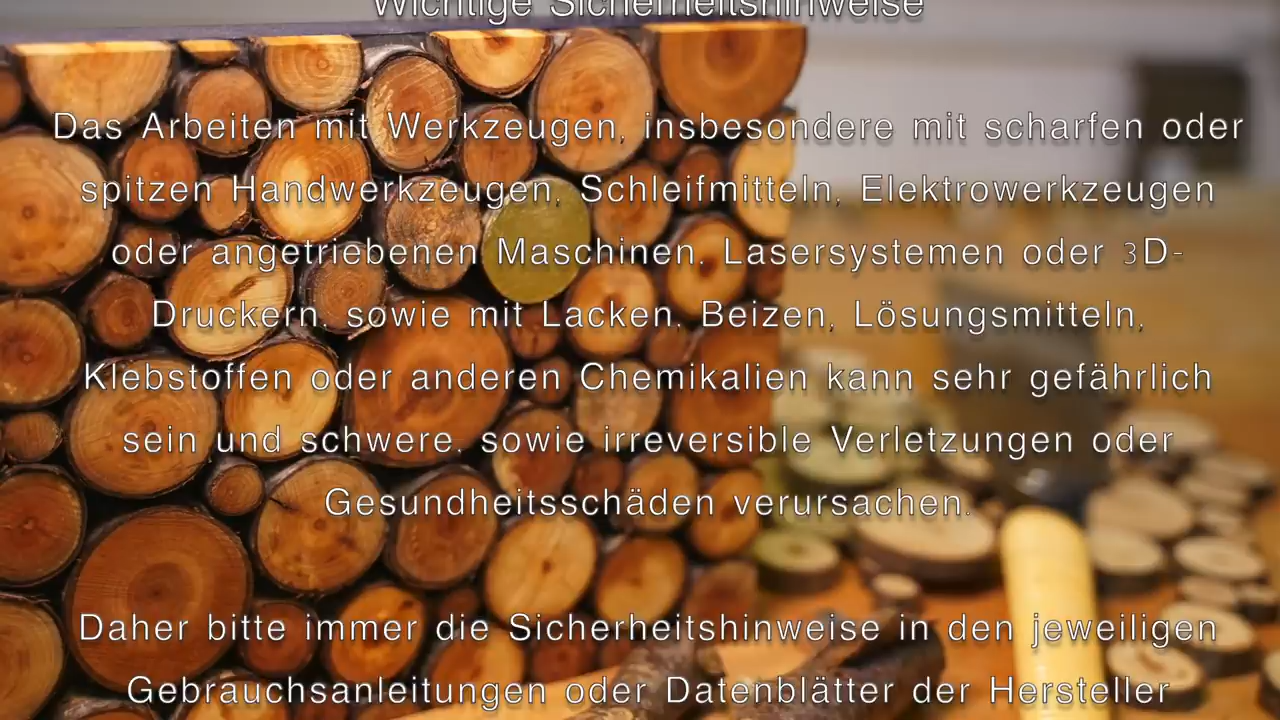 Wichtige Sicherheitshinweise
Das Arbeiten mit Werkzeugen, insbesondere mit scharfen oder
spitzen Handwerkzeugen, Schleifmitteln, Elektrowerkzeugen
oder angetriebenen Maschinen, Lasersystemen oder 3D-
Druckern, sowie mit Lacken, Beizen, Lösungsmitteln,
Klebstoffen oder anderen Chemikalien kann sehr gefährlich
sein und schwere, sowie irreversible Verletzungen oder
Gesundheitsschäden verursachen.
Daher bitte immer die Sicherheitshinweise in den jeweiligen
Gebrauchsanleitungen oder Datenblätter der Hersteller